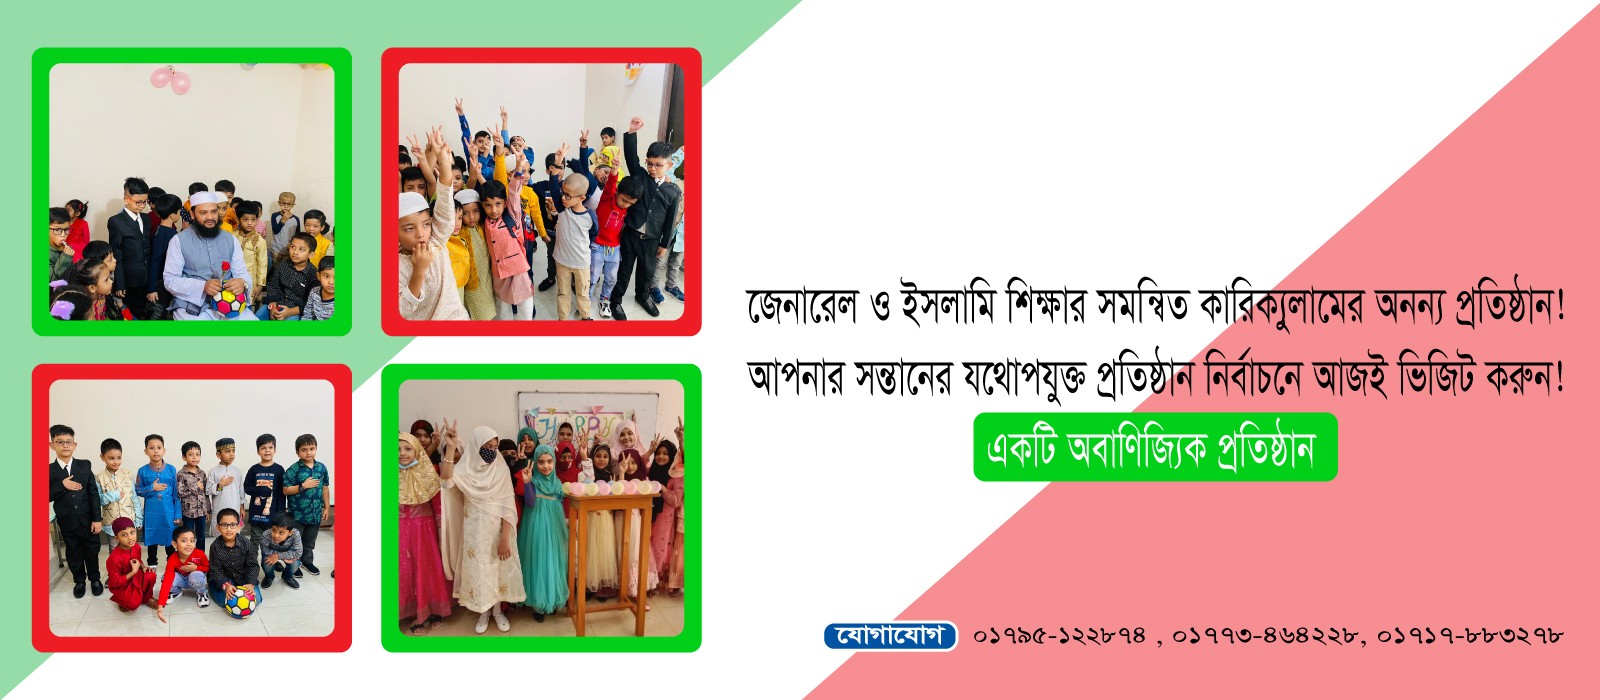 HAPPY
জেনারেল ও ইসলামি শিক্ষার সমন্বিত কারিক্যুলামের অনন্য প্রতিষ্ঠান!
আপনার সন্তানের যথোপযুক্ত প্রতিষ্ঠান নির্বাচনে আজই ভিজিট করুন!
একটি অবাণিজ্যিক প্রতিষ্ঠান
যোগাযোগ ০১৭৯৫-১২২৮৭৪ , ০১৭৭৩-৪৬৪২২৮, ০১৭১৭-৮৮৩২৭৮